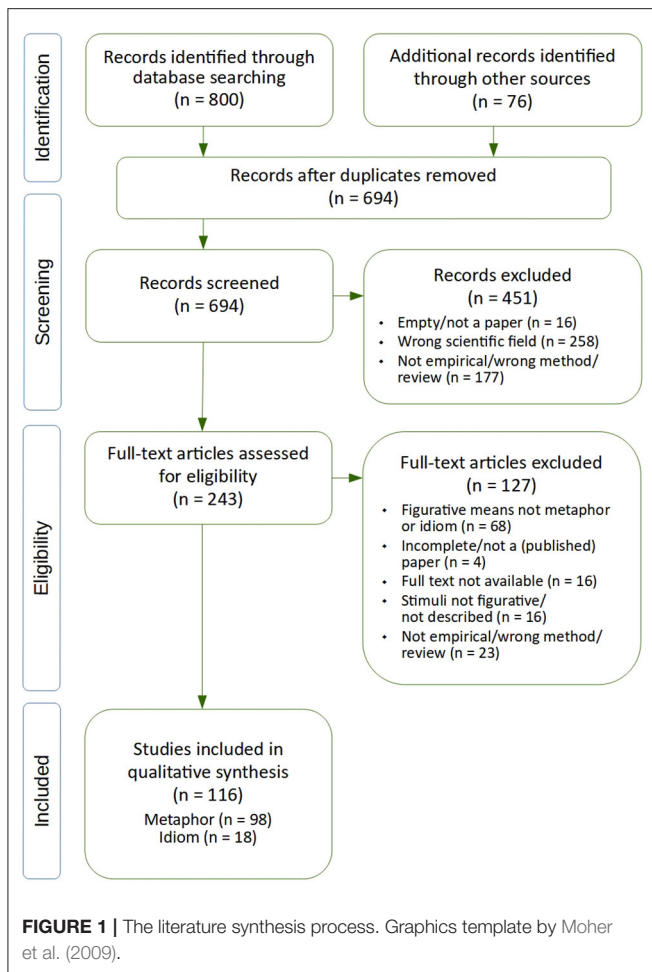 Identification
Records identified through
database searching
(n = 800)
Additional records identified
through other sources
(n = 76)
Records after duplicates removed
(n = 694)
Screening
Records screened
(n = 694)
Records excluded
(n = 451)
• Empty/not a paper (n = 16)
• Wrong scientific field (n = 258)
• Not empirical/wrong method/
review (n = 177)
Eligibility
Full-text articles assessed
for eligibility
(n = 243)
Full-text articles excluded
(n = 127)
• Figurative means not metaphor
or idiom (n = 68)
• Incomplete/not a (published)
paper (n = 4)
• Full text not available (n = 16)
• Stimuli not figurative/
not described (n = 16)
• Not empirical/wrong method/
review (n = 23)
Included
Studies included in
qualitative synthesis
(n = 116)
Metaphor (n = 98)
Idiom (n = 18)
FIGURE 1 | The literature synthesis process. Graphics template by Moher
et al. (2009).